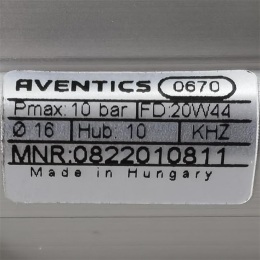 AVENTICS 0670
Pmax: 10 bar FD:20W44
Ø 16 Hub: 10 KHZ
MNR:0822010811
Made in Hungary